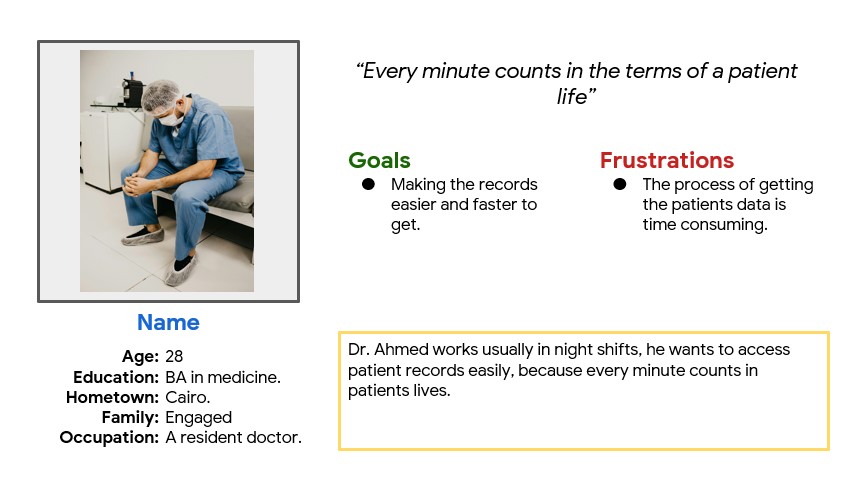 “Every minute counts in the terms of a patient
life”
Goals
● Making the records
easier and faster to
get.
Frustrations
● The process of getting
the patients data is
time consuming.
Name
Age: 28
Education: BA in medicine.
Hometown: Cairo.
Family: Engaged
Occupation: A resident doctor.
Dr. Ahmed works usually in night shifts, he wants to access
patient records easily, because every minute counts in
patients lives.